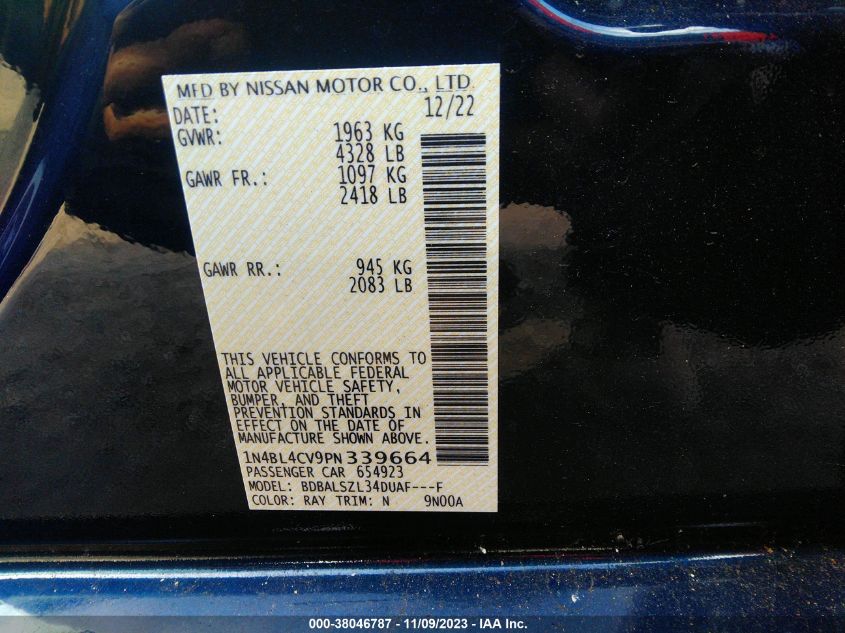 MFD BY NISSAN MOTOR CO., LTD.
DATE: 12/22
GVWR: 1963 KG
4328 LB
GAWR FR.: 1097 KG
2418 LB
GAWR RR.: 945 KG
2083 LB
THIS VEHICLE CONFORMS TO
ALL APPLICABLE FEDERAL
MOTOR VEHICLE SAFETY,
BUMPER, AND THEFT
PREVENTION STANDARDS IN
EFFECT ON THE DATE OF
MANUFACTURE SHOWN ABOVE.
1N4BL4CV9PN 339664
PASSENGER CAR 654923
MODEL: BDBALSZL34DUAF---F
COLOR: RAY TRIM: N 9N00A
000-38046787 - 11/09/2023 - IAA Inc.